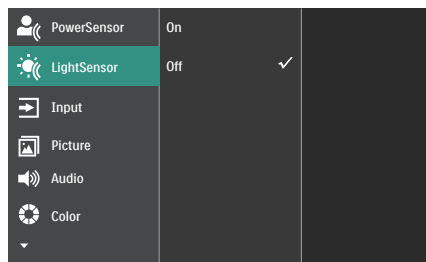 PowerSensor
On
LightSensor
Off
Input
Picture
Audio
Color